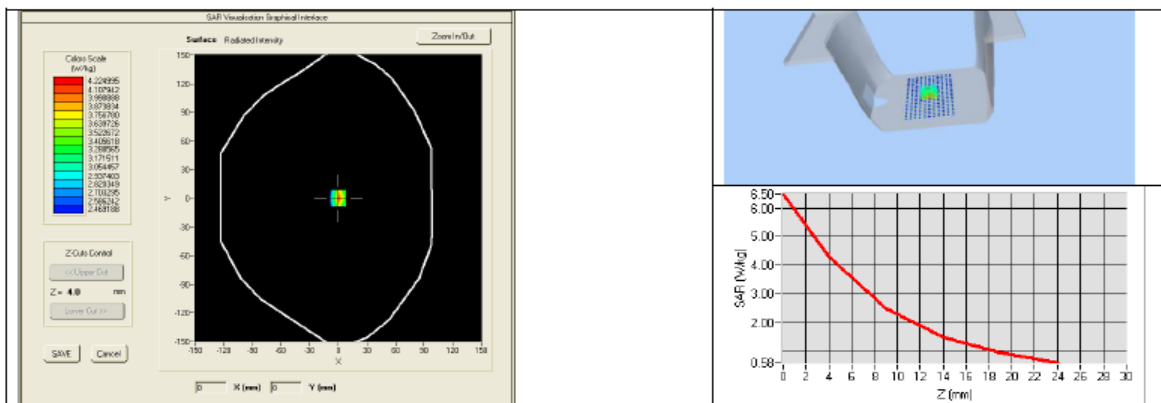 SAR Visualisation Graphical Interface
Surface Radiated Intensity
Zoom In/Out
Colors Scale
(W/kg)
4.224995
4.107942
3.990888
3.873834
3.756780
3.639726
3.522672
3.405618
3.288565
3.171511
3.054457
2.937403
2.820349
2.703295
2.586242
2.469188
Z-Cuts Control
<< Upper Cut
Z = 4.0 mm
Lower Cut >>
SAVE Cancel
150
120
90
60
30
0
-30
-60
-90
-120
-150
Y
-150 -120 -90 -60 -30 0 30 60 90 120 150
X
0 X (mm) 0 Y (mm)
6.50
6.00
5.00
4.00
3.00
2.00
0.58
SAR (W/kg)
0 2 4 6 8 10 12 14 16 18 20 22 24 26 28 30
Z (mm)